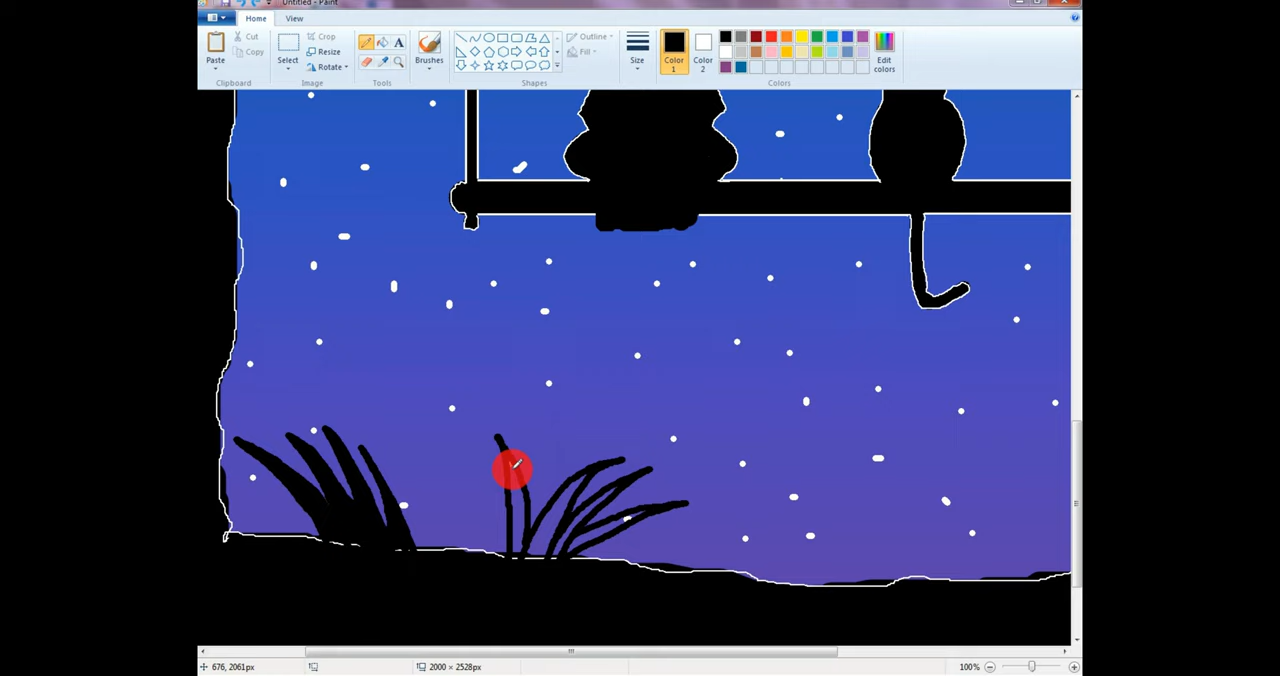 Untitled - Paint
Home View
Paste
Cut
Copy
Clipboard
Select
Crop
Resize
Rotate
Image
A
Tools
Brushes
Outline
Fill
Shapes
Size
Color 1
Color 2
Edit colors
Colors
676, 2061px
2000 × 2528px
100%